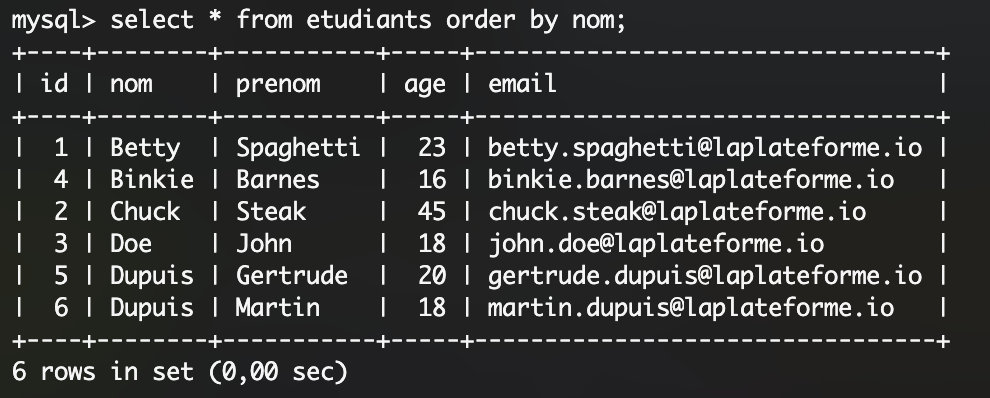 mysql> select * from etudiants order by nom;
+----+--------+-----------+-----+---------------------------------+
| id | nom    | prenom    | age | email                           |
+----+--------+-----------+-----+---------------------------------+
|  1 | Betty  | Spaghetti |  23 | betty.spaghetti@laplateforme.io |
|  4 | Binkie | Barnes    |  16 | binkie.barnes@laplateforme.io   |
|  2 | Chuck  | Steak     |  45 | chuck.steak@laplateforme.io     |
|  3 | Doe    | John      |  18 | john.doe@laplateforme.io        |
|  5 | Dupuis | Gertrude  |  20 | gertrude.dupuis@laplateforme.io |
|  6 | Dupuis | Martin    |  18 | martin.dupuis@laplateforme.io   |
+----+--------+-----------+-----+---------------------------------+
6 rows in set (0,00 sec)